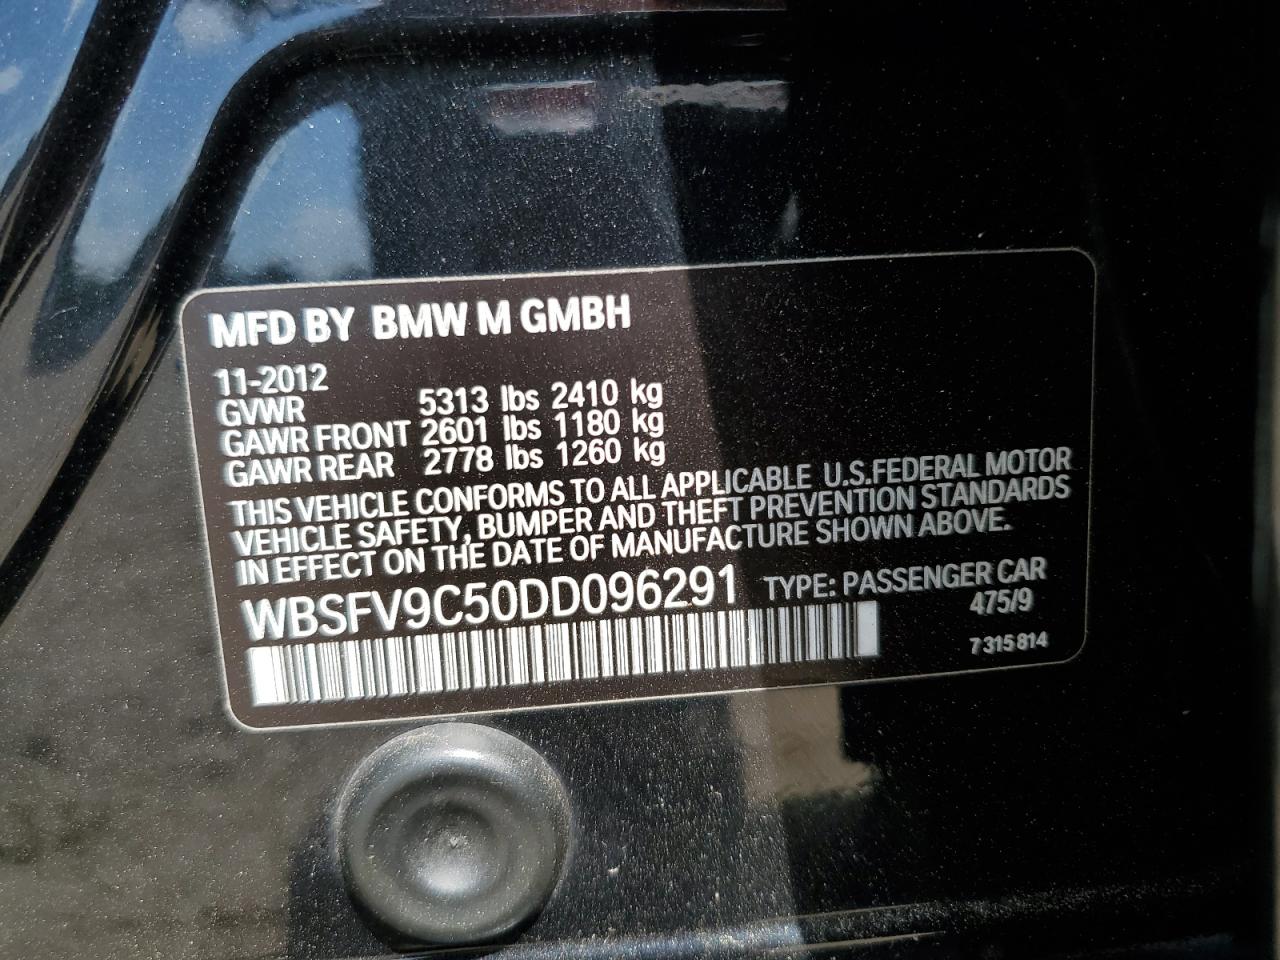 MFD BY BMW M GMBH
11-2012
GVWR 5313 lbs 2410 kg
GAWR FRONT 2601 lbs 1180 kg
GAWR REAR 2778 lbs 1260 kg
THIS VEHICLE CONFORMS TO ALL APPLICABLE U.S.FEDERAL MOTOR
VEHICLE SAFETY, BUMPER AND THEFT PREVENTION STANDARDS
IN EFFECT ON THE DATE OF MANUFACTURE SHOWN ABOVE.
WBSFV9C50DD096291 TYPE: PASSENGER CAR
475/9
7 315 814